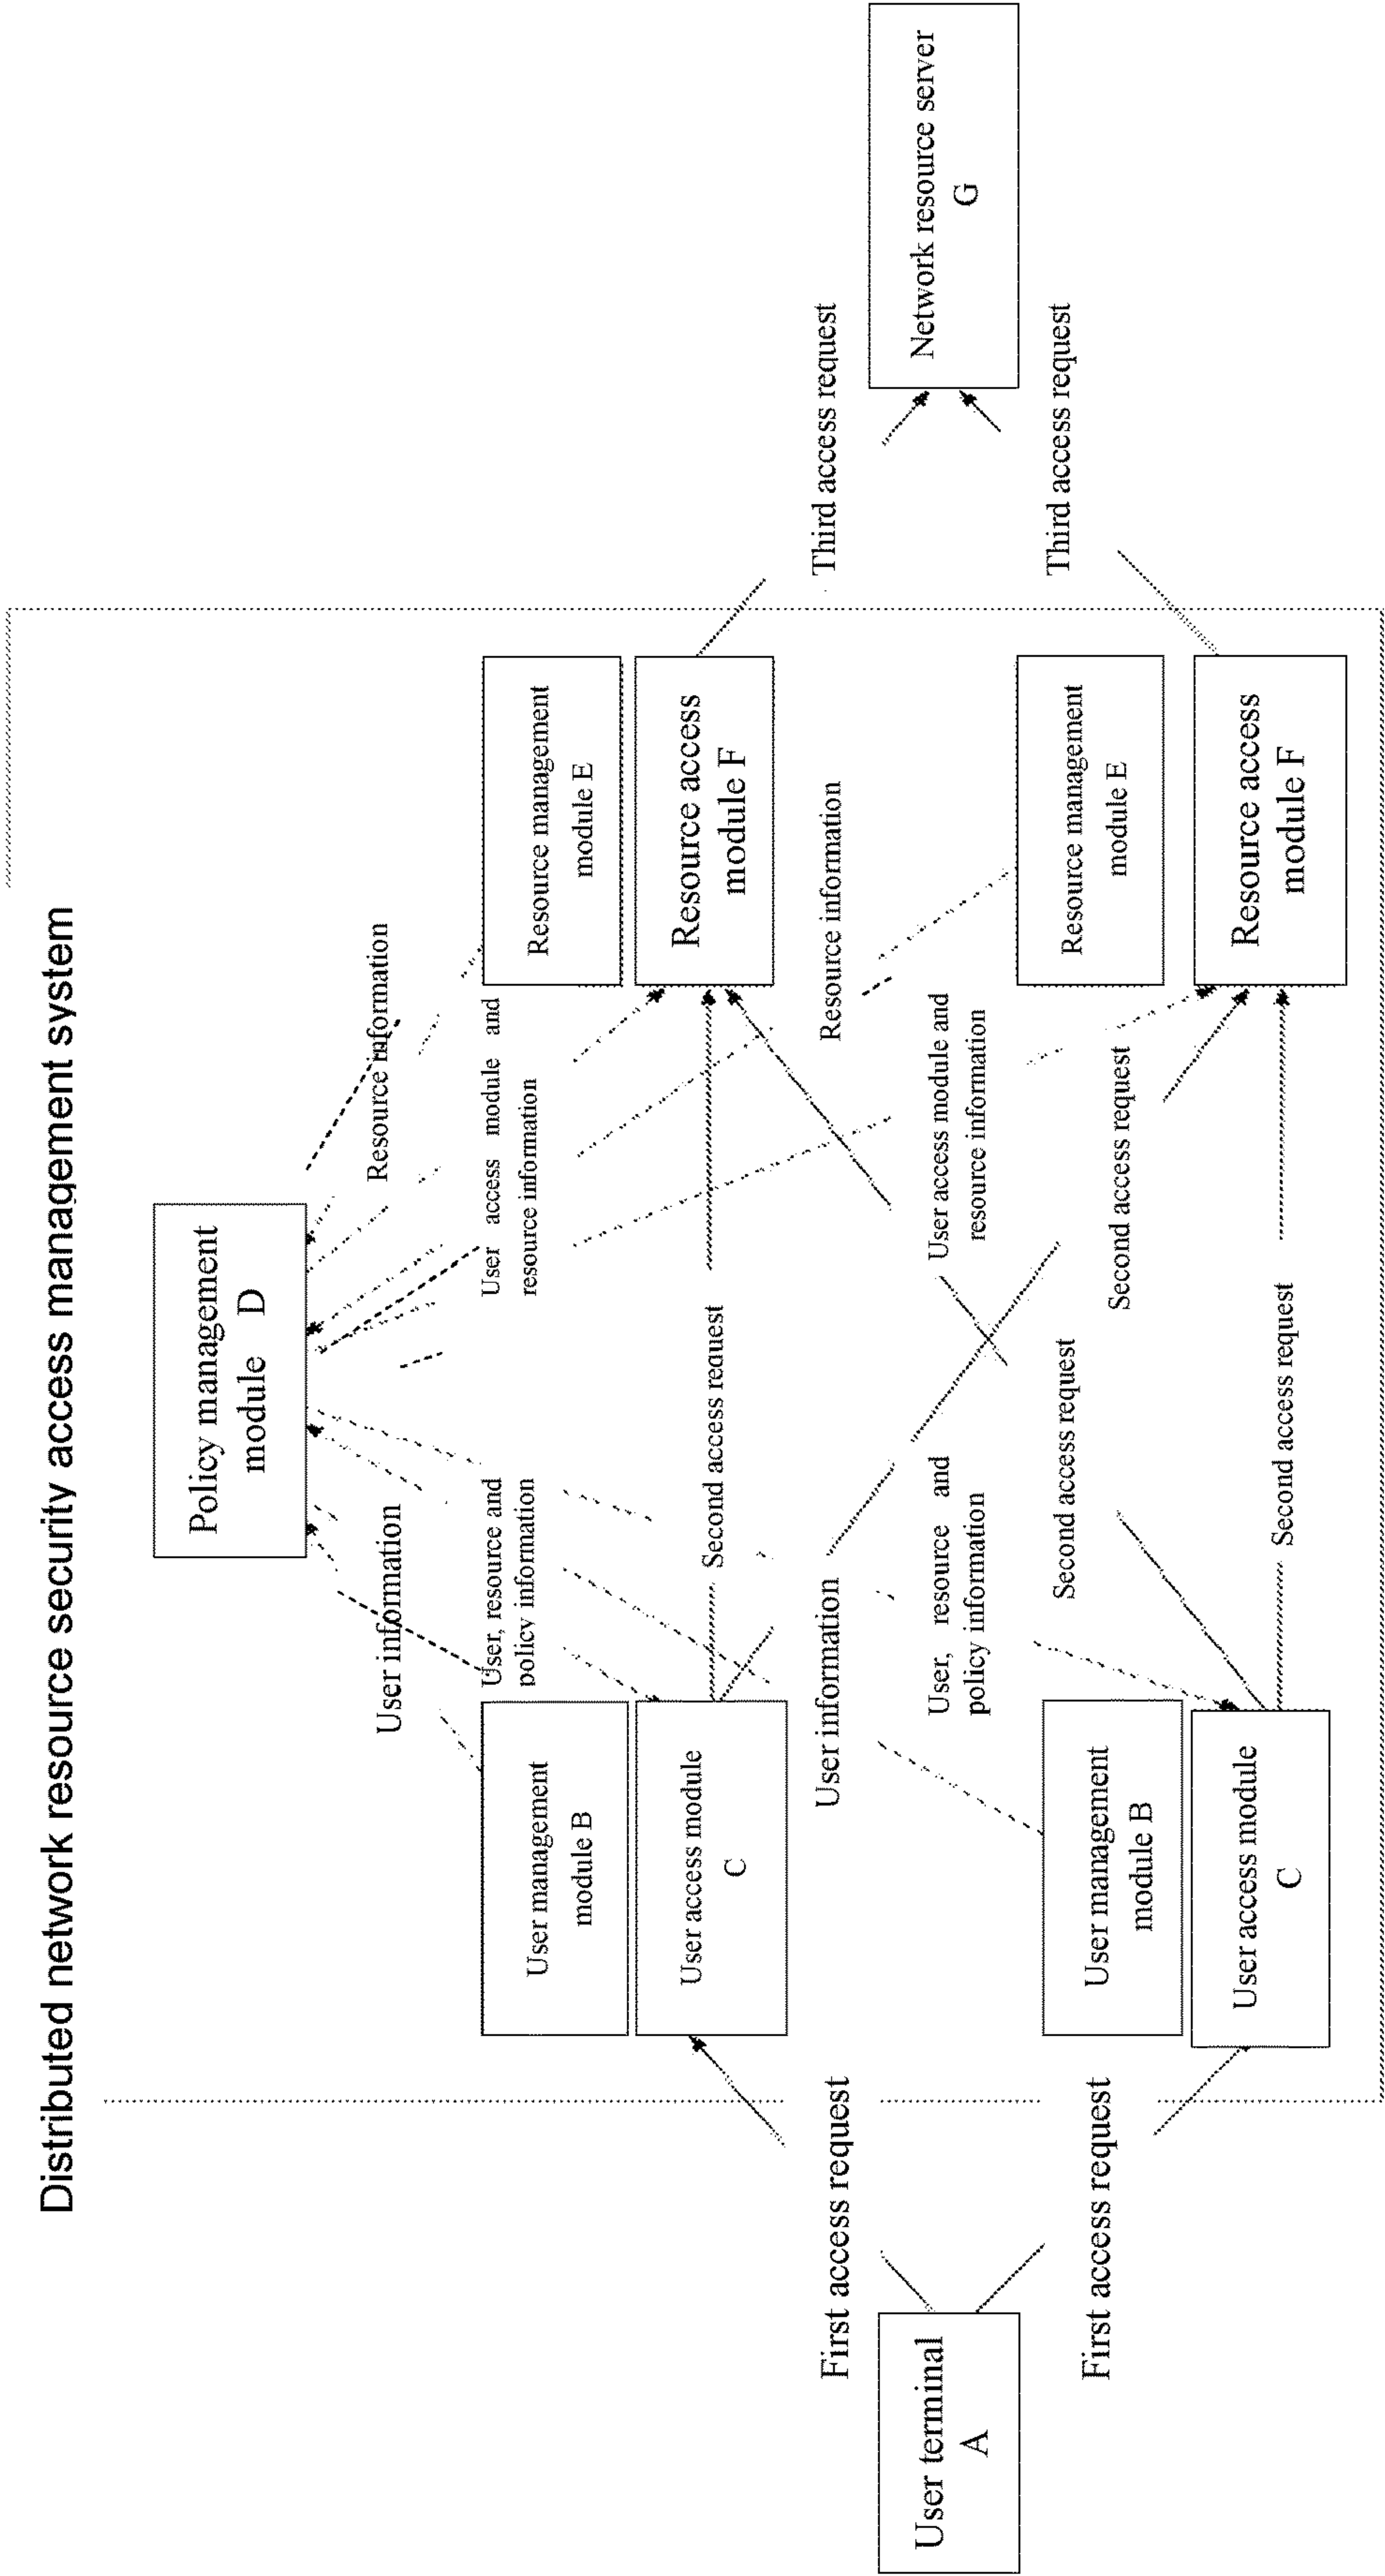 Distributed network resource security access management system
Policy management
module D
User information
Resource information
User, resource and
policy information
User access module and
resource information
User management
module B
Resource management
module E
User access module
C
Second access request
Resource access
module F
First access request
User information
Resource information
Third access request
User terminal
A
Network resource server
G
User, resource and
policy information
User access module and
resource information
First access request
Second access request
Second access request
Third access request
User management
module B
Resource management
module E
User access module
C
Second access request
Resource access
module F